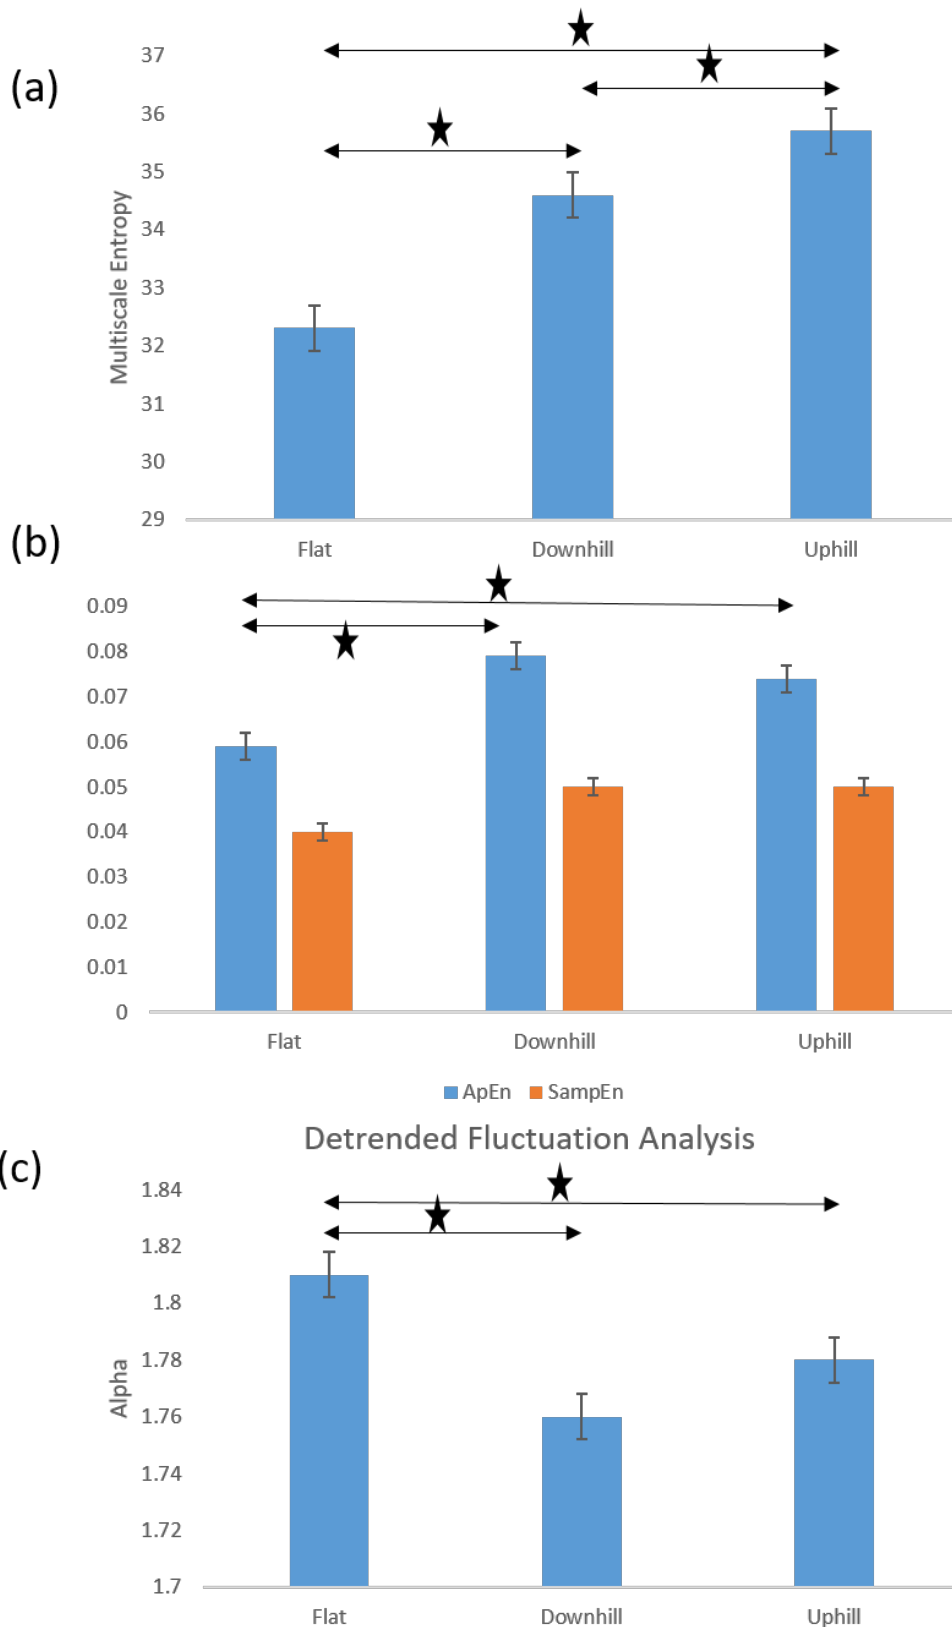 (a)
Multiscale Entropy
37
36
35
34
33
32
31
30
29
Flat Downhill Uphill
(b)
0.09
0.08
0.07
0.06
0.05
0.04
0.03
0.02
0.01
0
Flat Downhill Uphill
ApEn SampEn
Detrended Fluctuation Analysis
(c)
Alpha
1.84
1.82
1.8
1.78
1.76
1.74
1.72
1.7
Flat Downhill Uphill